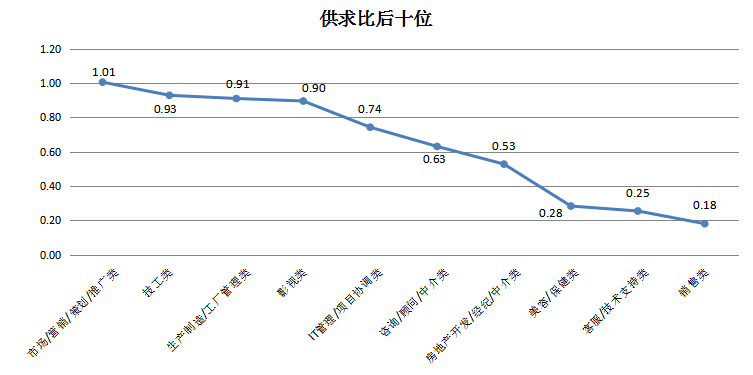 供求比后十位
1.20
1.00
0.80
0.60
0.40
0.20
0.00
1.01
0.93
0.91
0.90
0.74
0.63
0.53
0.28
0.25
0.18
市场/营销/策划/推广类
技工类
生产制造/工厂管理类
影视类
IT管理/项目协调类
咨询/顾问/中介类
房地产开发/经纪/中介类
美容/保健类
客服/技术支持类
销售类